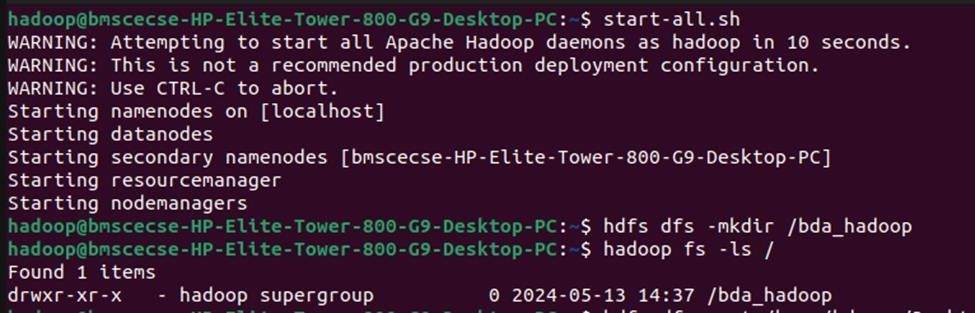 hadoop@bmscecse-HP-Elite-Tower-800-G9-Desktop-PC:~$ start-all.sh
WARNING: Attempting to start all Apache Hadoop daemons as hadoop in 10 seconds.
WARNING: This is not a recommended production deployment configuration.
WARNING: Use CTRL-C to abort.
Starting namenodes on [localhost]
Starting datanodes
Starting secondary namenodes [bmscecse-HP-Elite-Tower-800-G9-Desktop-PC]
Starting resourcemanager
Starting nodemanagers
hadoop@bmscecse-HP-Elite-Tower-800-G9-Desktop-PC:~$ hdfs dfs -mkdir /bda_hadoop
hadoop@bmscecse-HP-Elite-Tower-800-G9-Desktop-PC:~$ hadoop fs -ls /
Found 1 items
drwxr-xr-x   - hadoop supergroup          0 2024-05-13 14:37 /bda_hadoop